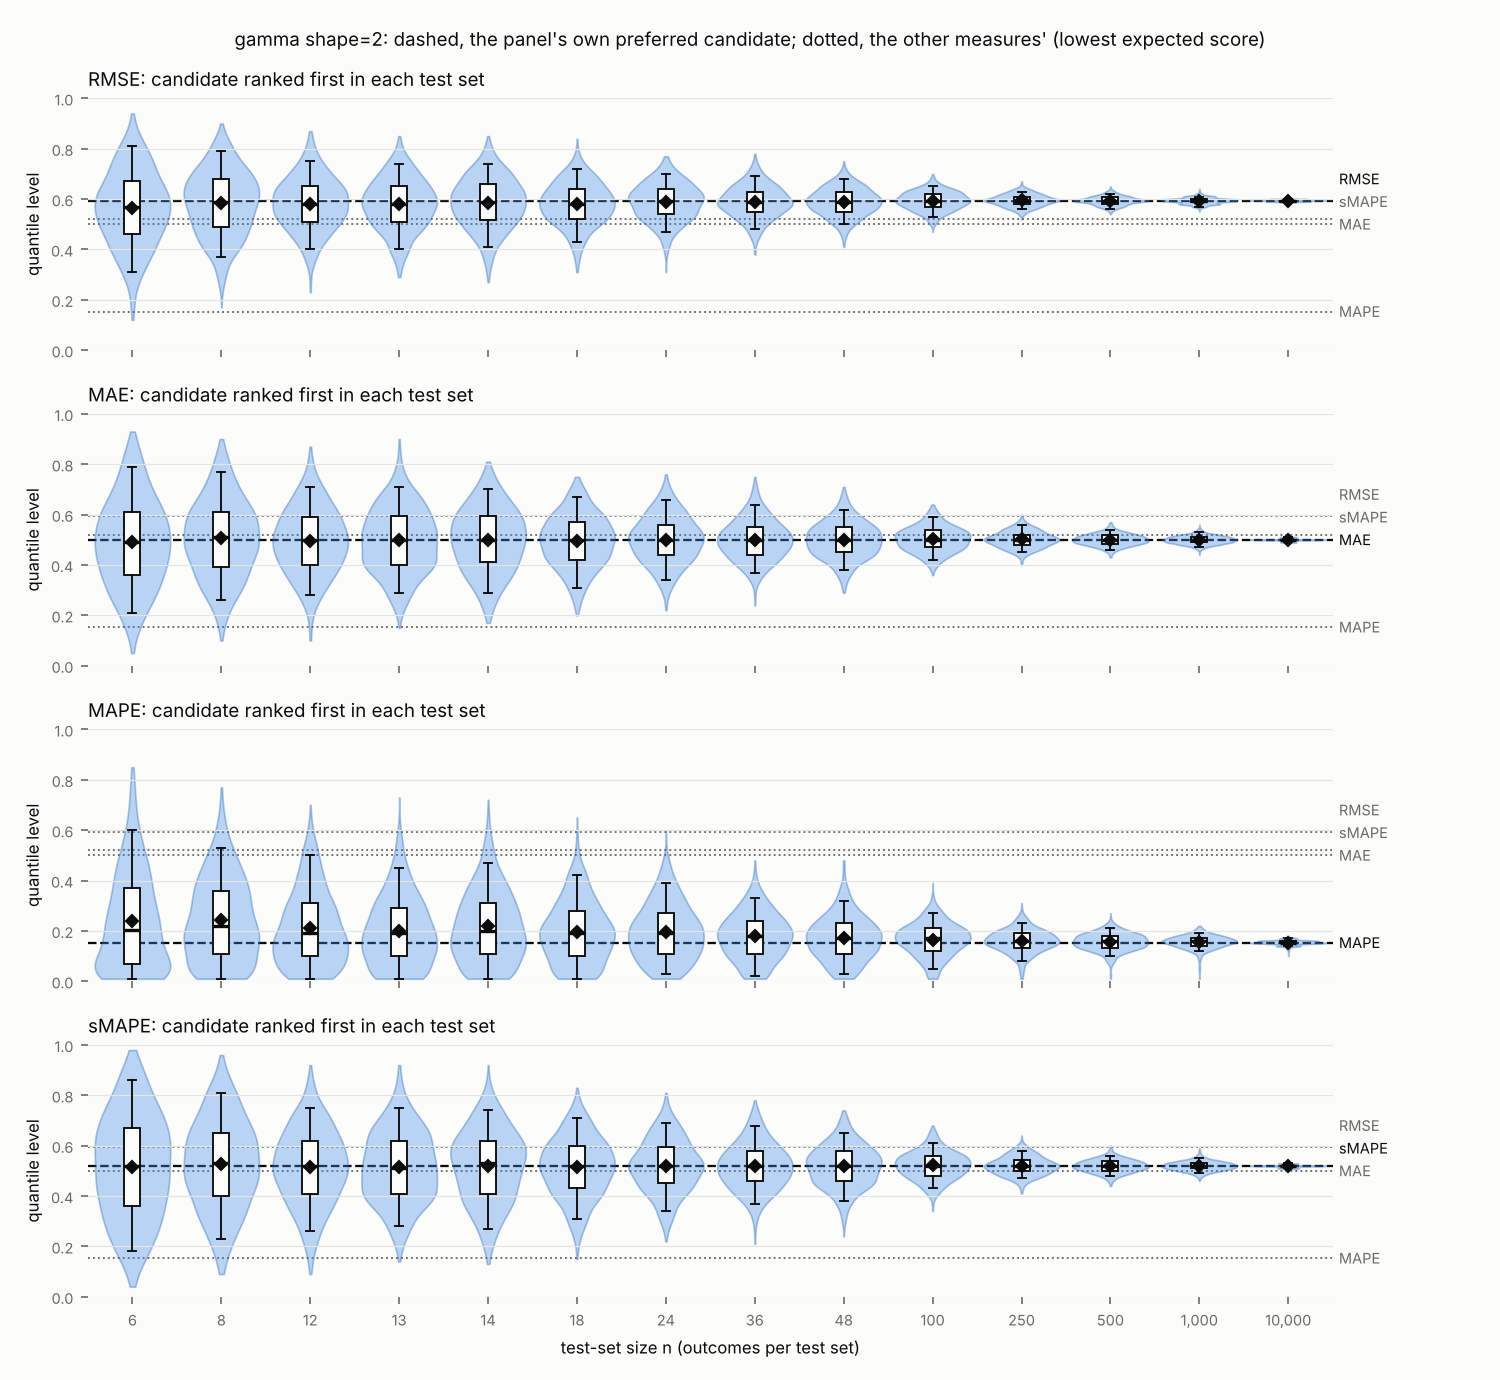 gamma shape=2: dashed, the panel's own preferred candidate; dotted, the other measures' (lowest expected score)
RMSE: candidate ranked first in each test set
quantile level
1.0
0.8
0.6
0.4
0.2
0.0
RMSE
sMAPE
MAE
MAPE
MAE: candidate ranked first in each test set
quantile level
1.0
0.8
0.6
0.4
0.2
0.0
RMSE
sMAPE
MAE
MAPE
MAPE: candidate ranked first in each test set
quantile level
1.0
0.8
0.6
0.4
0.2
0.0
RMSE
sMAPE
MAE
MAPE
sMAPE: candidate ranked first in each test set
quantile level
1.0
0.8
0.6
0.4
0.2
0.0
RMSE
sMAPE
MAE
MAPE
6 8 12 13 14 18 24 36 48 100 250 500 1,000 10,000
test-set size n (outcomes per test set)